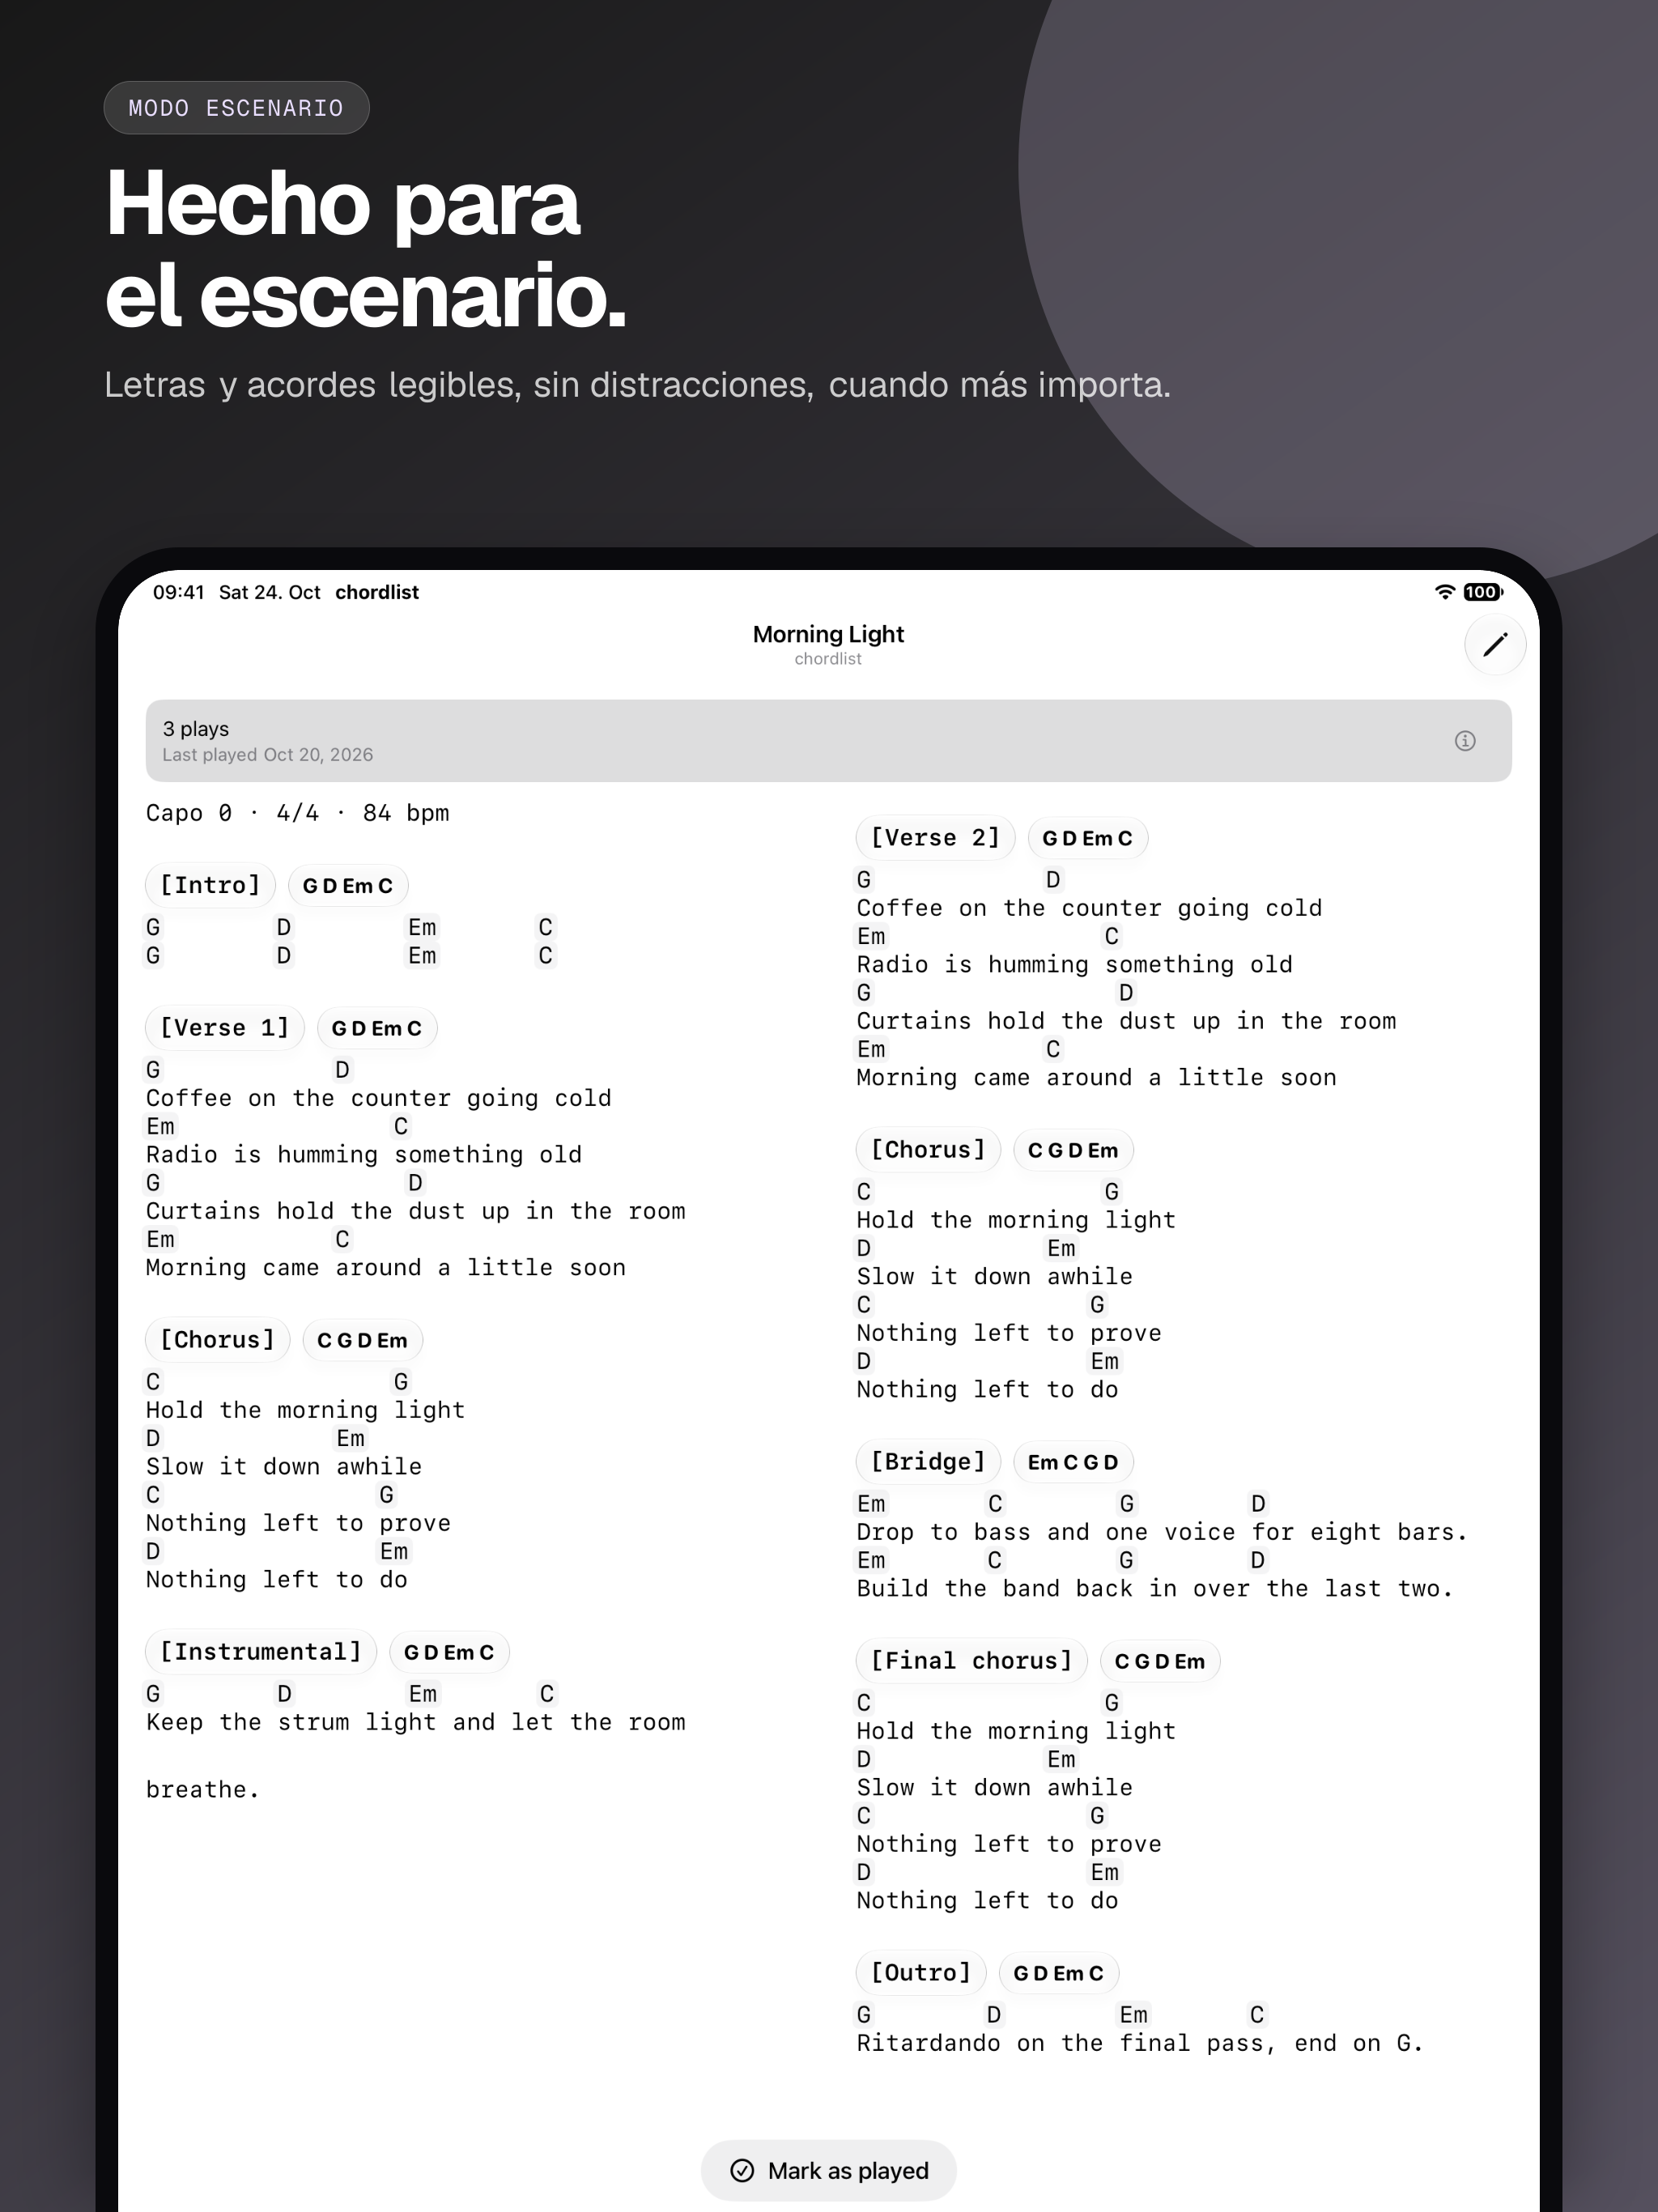 MODO ESCENARIO
Hecho para
el escenario.
Letras y acordes legibles, sin distracciones, cuando más importa.
09:41 Sat 24. Oct chordlist
100
Morning Light
chordlist
3 plays
Last played Oct 20, 2026
Capo 0 · 4/4 · 84 bpm
[Intro] G D Em C
G D Em C
G D Em C
[Verse 1] G D Em C
G D
Coffee on the counter going cold
Em C
Radio is humming something old
G D
Curtains hold the dust up in the room
Em C
Morning came around a little soon
[Chorus] C G D Em
C G
Hold the morning light
D Em
Slow it down awhile
C G
Nothing left to prove
D Em
Nothing left to do
[Instrumental] G D Em C
G D Em C
Keep the strum light and let the room
breathe.
[Verse 2] G D Em C
G D
Coffee on the counter going cold
Em C
Radio is humming something old
G D
Curtains hold the dust up in the room
Em C
Morning came around a little soon
[Chorus] C G D Em
C G
Hold the morning light
D Em
Slow it down awhile
C G
Nothing left to prove
D Em
Nothing left to do
[Bridge] Em C G D
Em C G D
Drop to bass and one voice for eight bars.
Em C G D
Build the band back in over the last two.
[Final chorus] C G D Em
C G
Hold the morning light
D Em
Slow it down awhile
C G
Nothing left to prove
D Em
Nothing left to do
[Outro] G D Em C
G D Em C
Ritardando on the final pass, end on G.
Mark as played